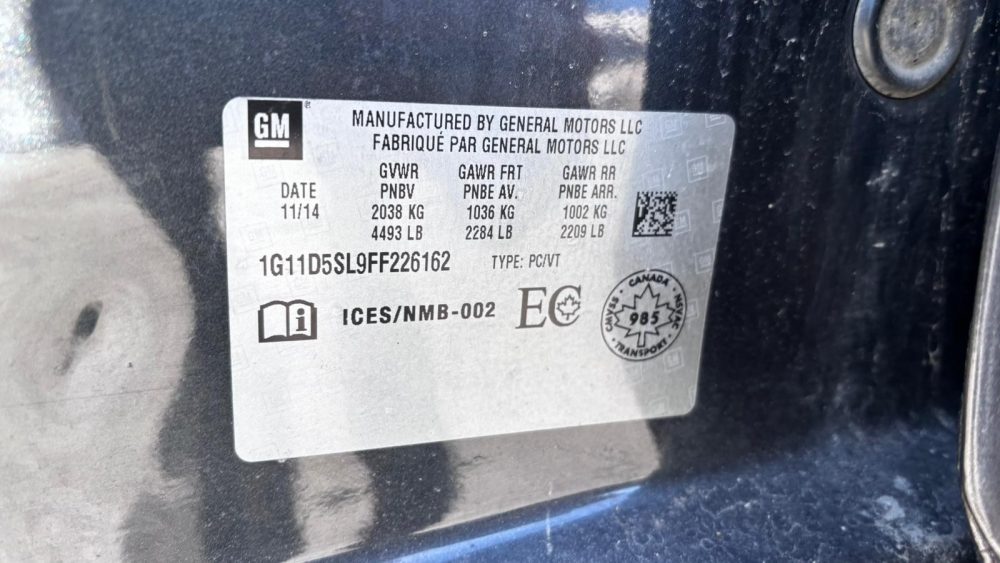 GM
MANUFACTURED BY GENERAL MOTORS LLC
FABRIQUÉ PAR GENERAL MOTORS LLC
GVWR GAWR FRT GAWR RR
DATE PNBV PNBE AV. PNBE ARR.
11/14 2038 KG 1036 KG 1002 KG
4493 LB 2284 LB 2209 LB
1G11D5SL9FF226162 TYPE: PC/VT
i ICES/NMB-002 EC
CANADA
CMVSS 985 NSVAC
TRANSPORT